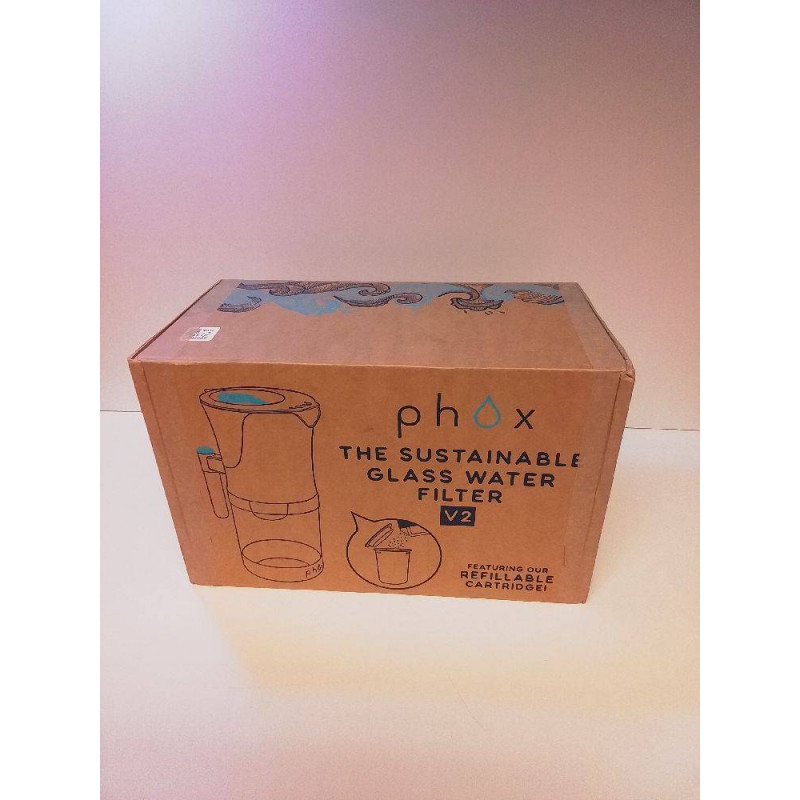 phox
THE SUSTAINABLE
GLASS WATER
FILTER
V2
FEATURING OUR
REFILLABLE
CARTRIDGE!